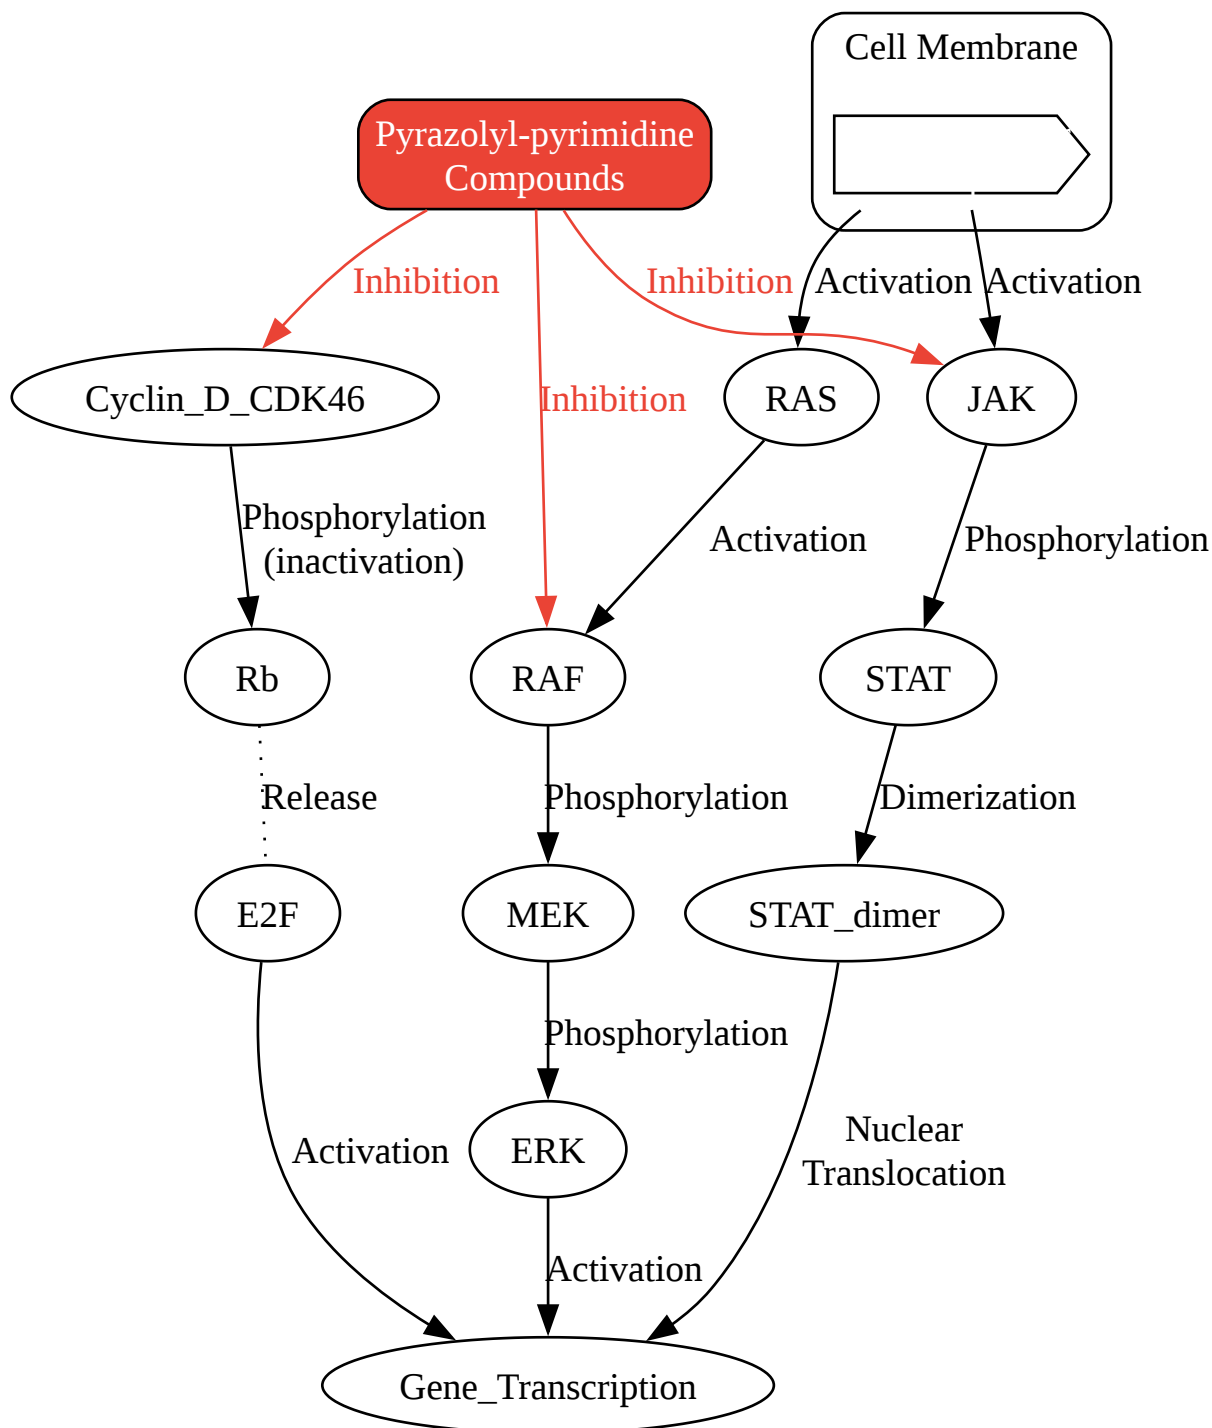 Cell Membrane
Pyrazolyl-pyrimidine
Compounds
Inhibition
Inhibition
Activation
Activation
Cyclin_D_CDK46
Inhibition
RAS
JAK
Phosphorylation
(inactivation)
Activation
Phosphorylation
Rb
RAF
STAT
Release
Phosphorylation
Dimerization
E2F
MEK
STAT_dimer
Phosphorylation
Activation
ERK
Nuclear
Translocation
Activation
Gene_Transcription